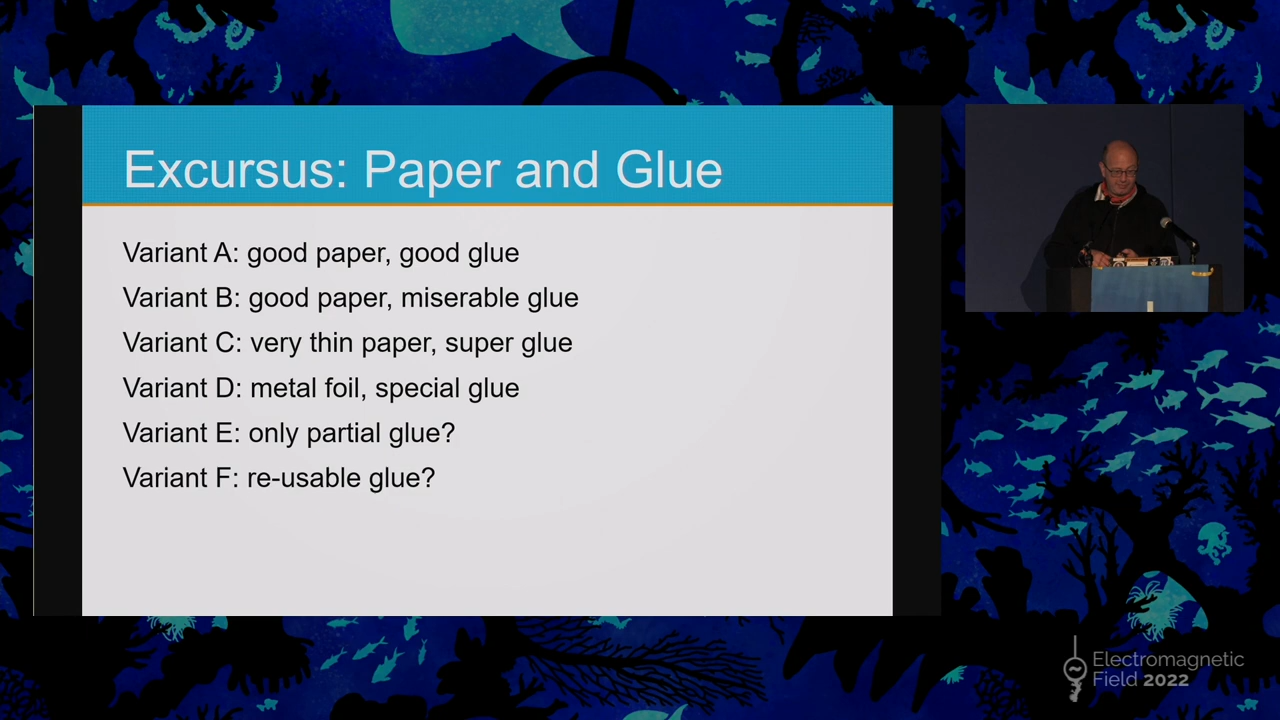 Excursus: Paper and Glue
Variant A: good paper, good glue
Variant B: good paper, miserable glue
Variant C: very thin paper, super glue
Variant D: metal foil, special glue
Variant E: only partial glue?
Variant F: re-usable glue?
Electromagnetic
Field 2022